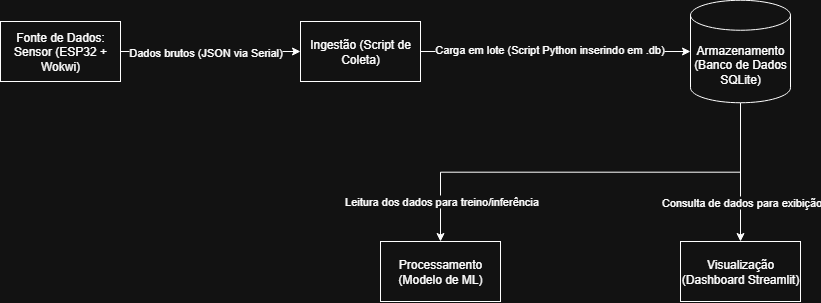 Fonte de Dados:
Sensor (ESP32 +
Wokwi)
Dados brutos (JSON via Serial)
Ingestão (Script de
Coleta)
Carga em lote (Script Python inserindo em .db)
Armazenamento
(Banco de Dados
SQLite)
Leitura dos dados para treino/inferência
Consulta de dados para exibição
Processamento
(Modelo de ML)
Visualização
(Dashboard Streamlit)